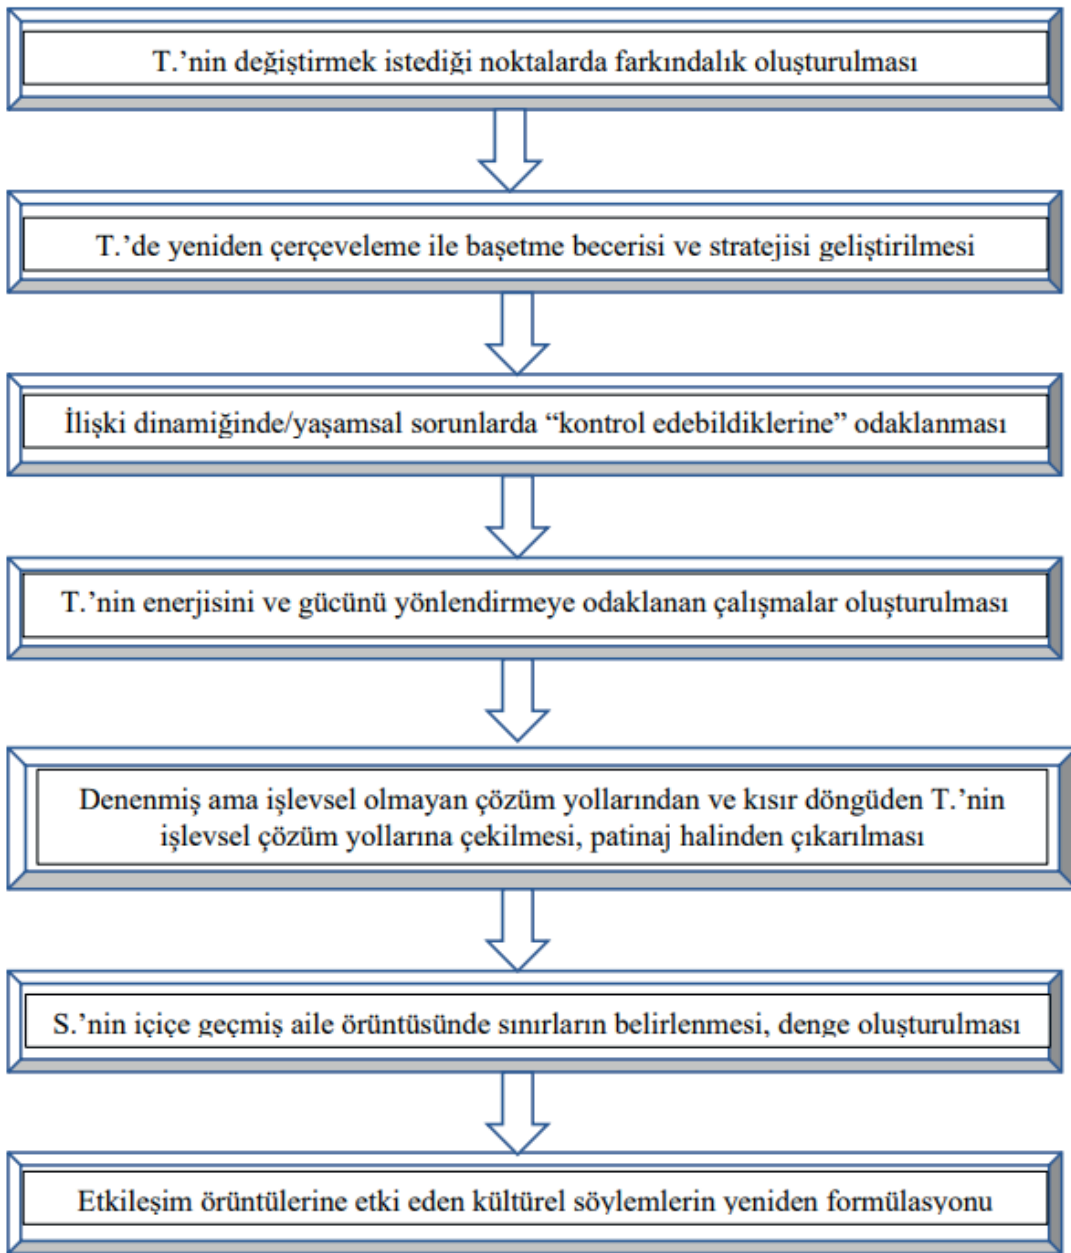 T.’nin değiştirmek istediği noktalarda farkındalık oluşturulması
T.’de yeniden çerçeveleme ile başetme becerisi ve stratejisi geliştirilmesi
İlişki dinamiğinde/yaşamsal sorunlarda “kontrol edebildiklerine” odaklanması
T.’nin enerjisini ve gücünü yönlendirmeye odaklanan çalışmalar oluşturulması
Denenmiş ama işlevsel olmayan çözüm yollarından ve kısır döngüden T.’nin
işlevsel çözüm yollarına çekilmesi, patinaj halinden çıkarılması
S.’nin içiçe geçmiş aile örüntüsünde sınırların belirlenmesi, denge oluşturulması
Etkileşim örüntülerine etki eden kültürel söylemlerin yeniden formülasyonu